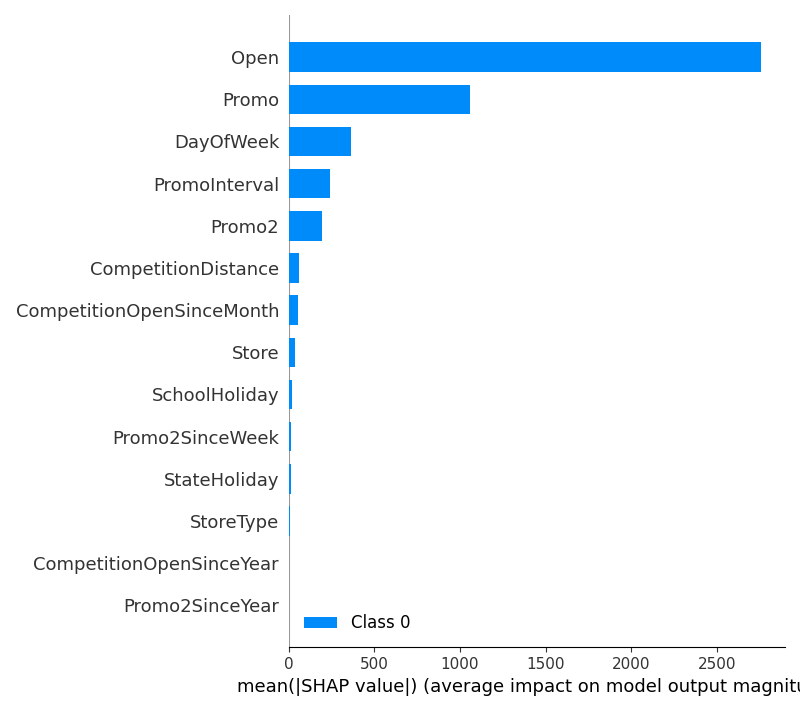 Open
Promo
DayOfWeek
PromoInterval
Promo2
CompetitionDistance
CompetitionOpenSinceMonth
Store
SchoolHoliday
Promo2SinceWeek
StateHoliday
StoreType
CompetitionOpenSinceYear
Promo2SinceYear
Class 0
0 500 1000 1500 2000 2500
mean(|SHAP value|) (average impact on model output magnitu